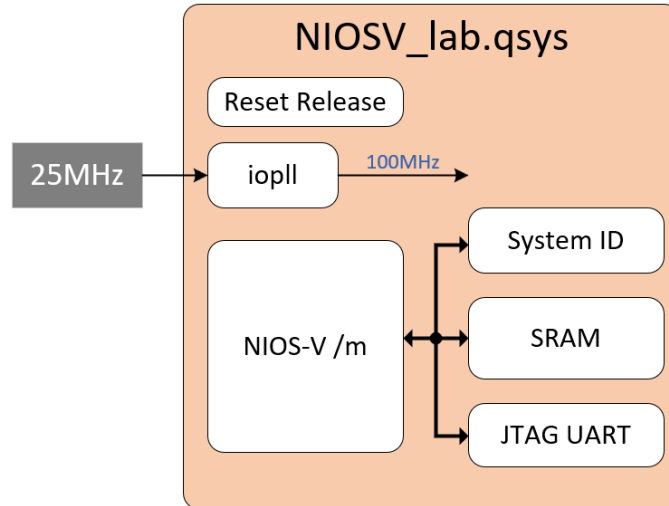 NIOSV_lab.qsys
Reset Release
25MHz
iopll
100MHz
System ID
NIOS-V /m
SRAM
JTAG UART